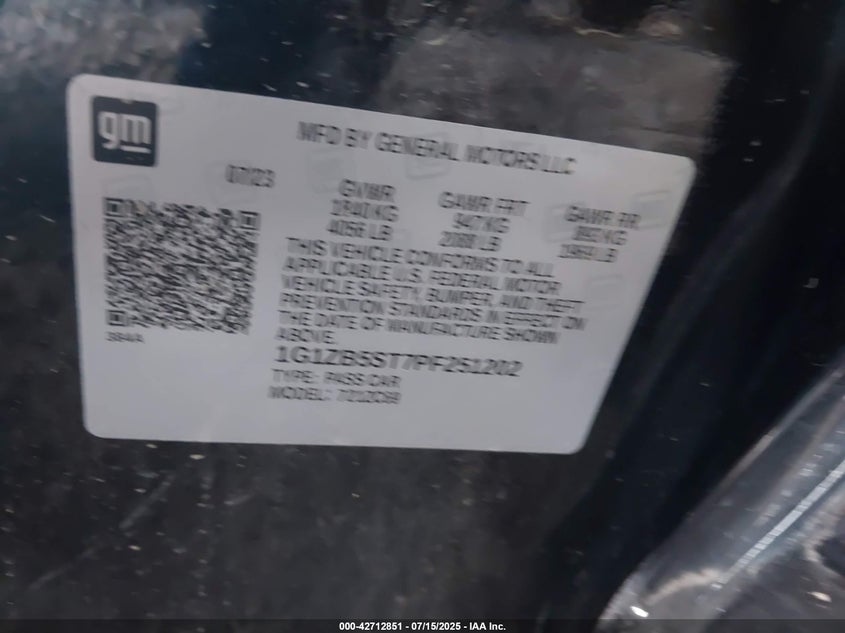 gm
MFD BY GENERAL MOTORS LLC
07/23
GVWR
1840 KG
4056 LB
GAWR FRT
947 KG
2088 LB
GAWR RR
KG
LB
THIS VEHICLE CONFORMS TO ALL
APPLICABLE U.S. FEDERAL MOTOR
VEHICLE SAFETY, BUMPER, AND THEFT
PREVENTION STANDARDS IN EFFECT ON
THE DATE OF MANUFACTURE SHOWN
ABOVE.
1G1ZB5ST7PF251202
TYPE: PASS CAR
MODEL:
000-42712851 - 07/15/2025 - IAA Inc.